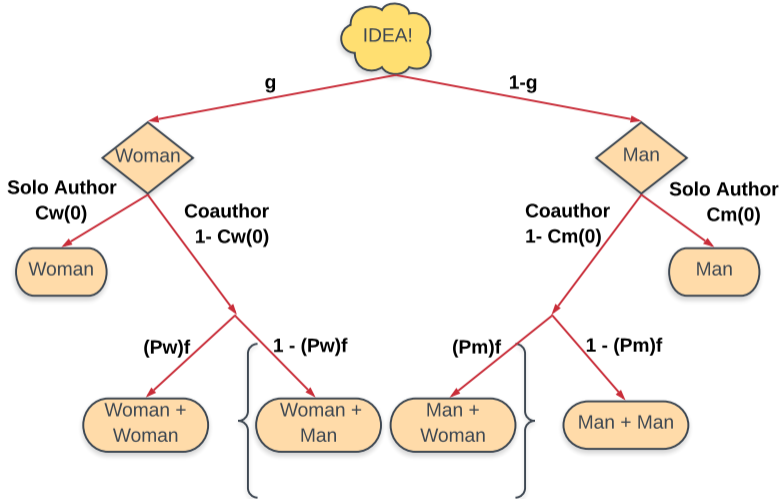 IDEA!
g
1-g
Woman
Man
Solo Author
Cw(0)
Coauthor
1- Cw(0)
Coauthor
1- Cm(0)
Solo Author
Cm(0)
Woman
Man
(Pw)f
1 - (Pw)f
(Pm)f
1 - (Pm)f
Woman +
Woman
Woman +
Man
Man +
Woman
Man + Man